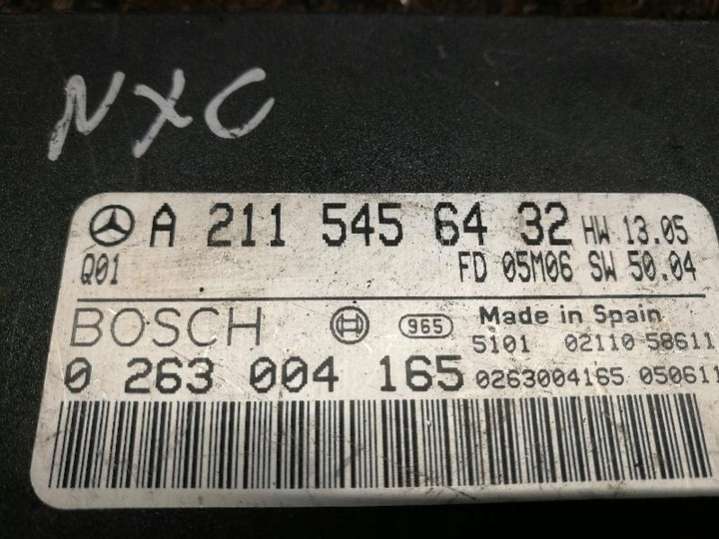 NXC
A 211 545 64 32 HW 13.05
Q01 FD 05M06 SW 50.04
BOSCH 965 Made in Spain
5101 02110 58611
0 263 004 165 0263004165 050611